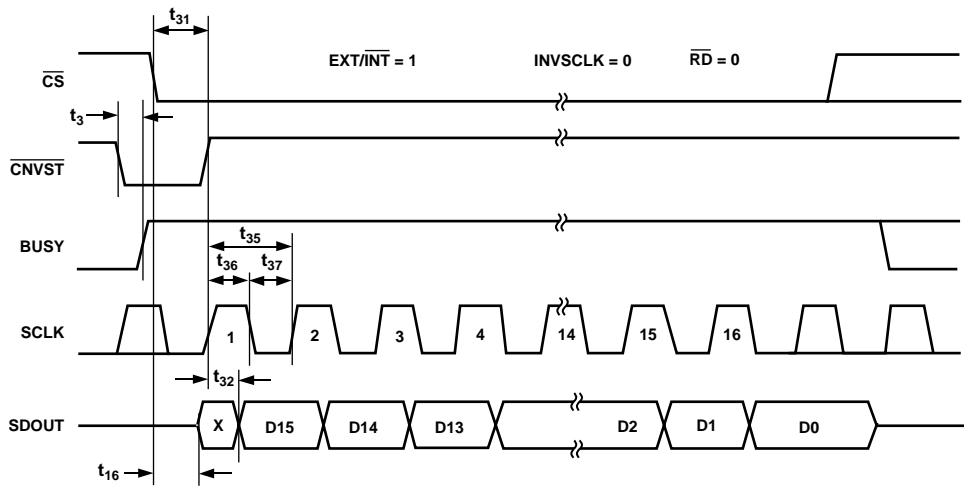 t31
EXT/INT = 1 INVSCLK = 0 RD = 0
CS
t3
CNVST
BUSY
t35
t36 t37
SCLK 1 2 3 4 14 15 16
t32
SDOUT X D15 D14 D13 D2 D1 D0
t16